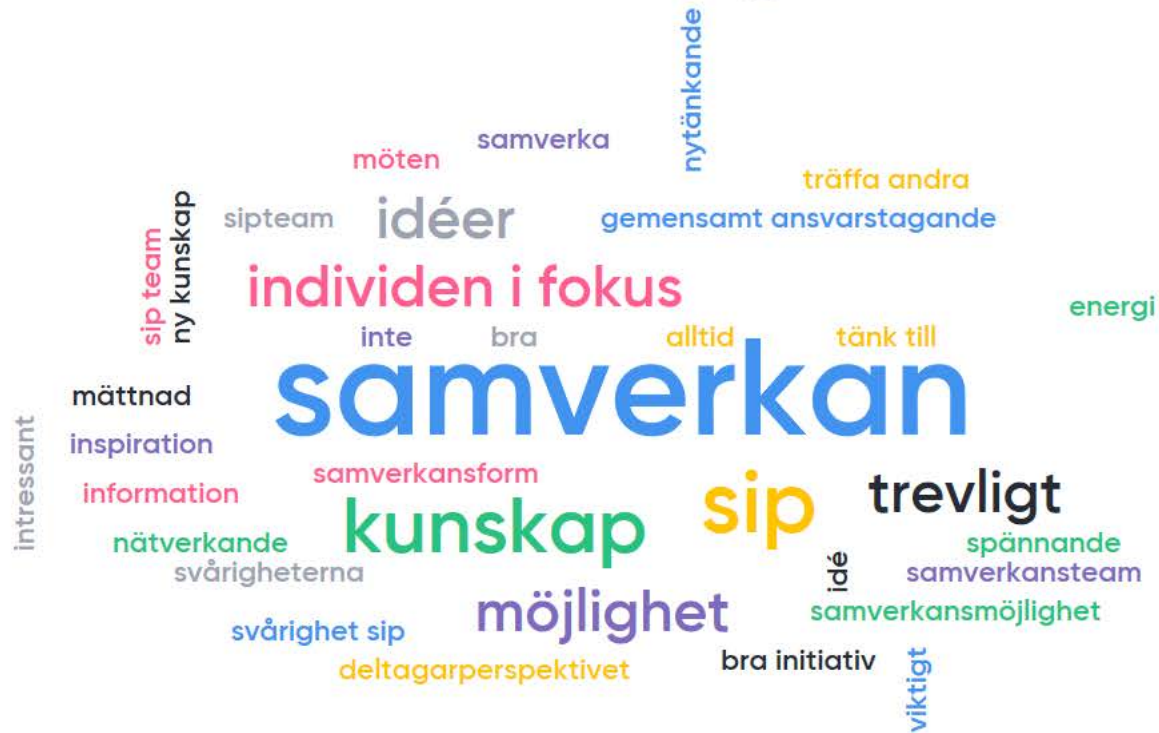 nytänkande
samverka
möten
träffa andra
sipteam
idéer
gemensamt ansvarstagande
sip team
ny kunskap
individen i fokus
energi
inte
bra
alltid
tänk till
samverkan
mättnad
intressant
inspiration
samverkansform
information
kunskap
sip
trevligt
nätverkande
spännande
svårigheterna
idé
samverkansteam
möjlighet
samverkansmöjlighet
svårighet sip
deltagarperspektivet
bra initiativ
viktigt